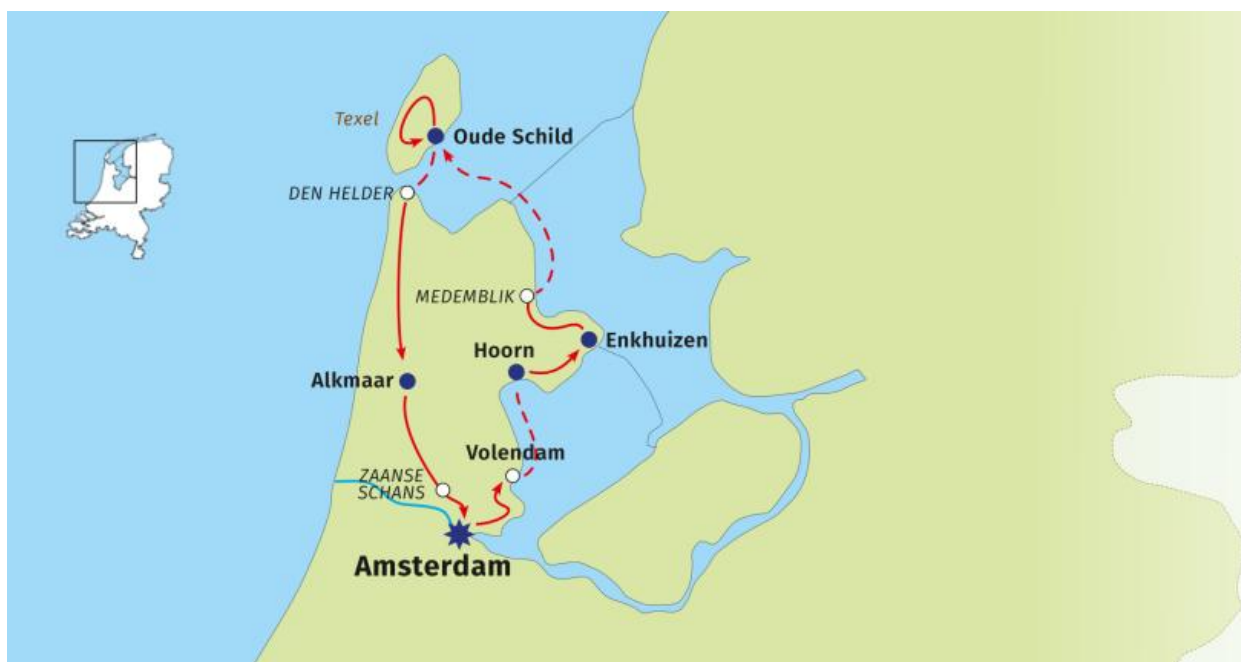 Texel
Oude Schild
DEN HELDER
MEDEMBLIK
Enkhuizen
Hoorn
Alkmaar
Volendam
ZAANSE
SCHANS
Amsterdam